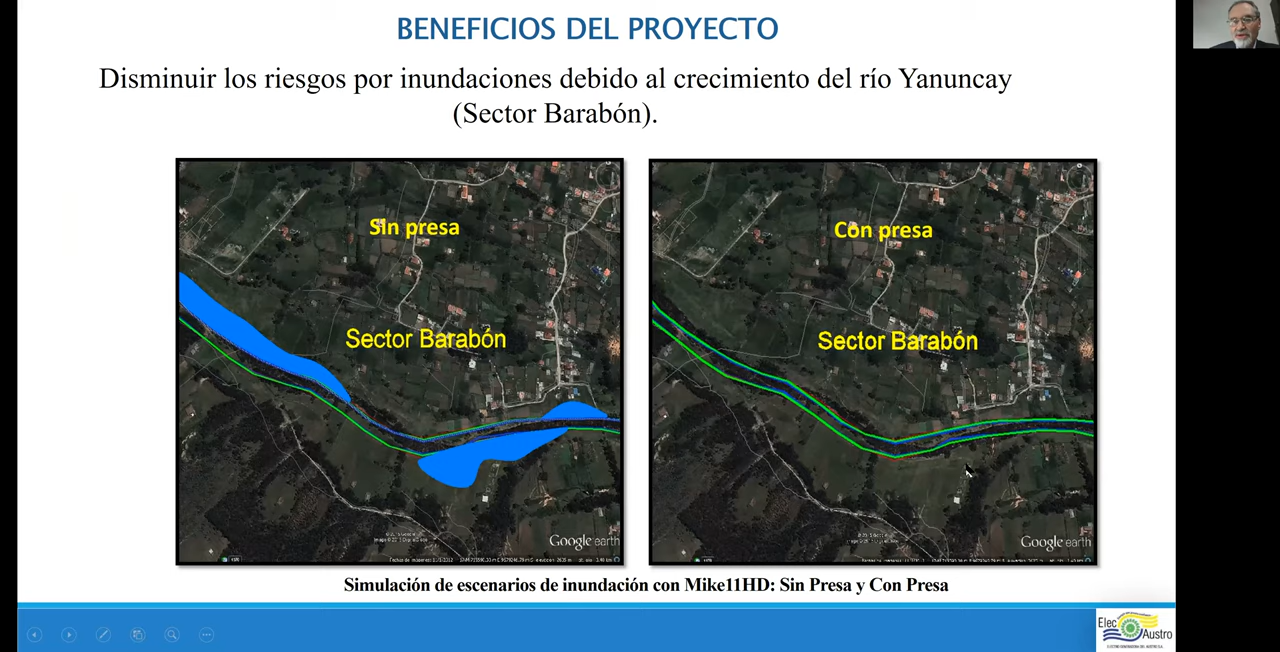 BENEFICIOS DEL PROYECTO
Disminuir los riesgos por inundaciones debido al crecimiento del río Yanuncay
(Sector Barabón).
Sin presa
Sector Barabón
Google earth
Con presa
Sector Barabón
Google earth
Simulación de escenarios de inundación con Mike11HD: Sin Presa y Con Presa
Elec
Austro